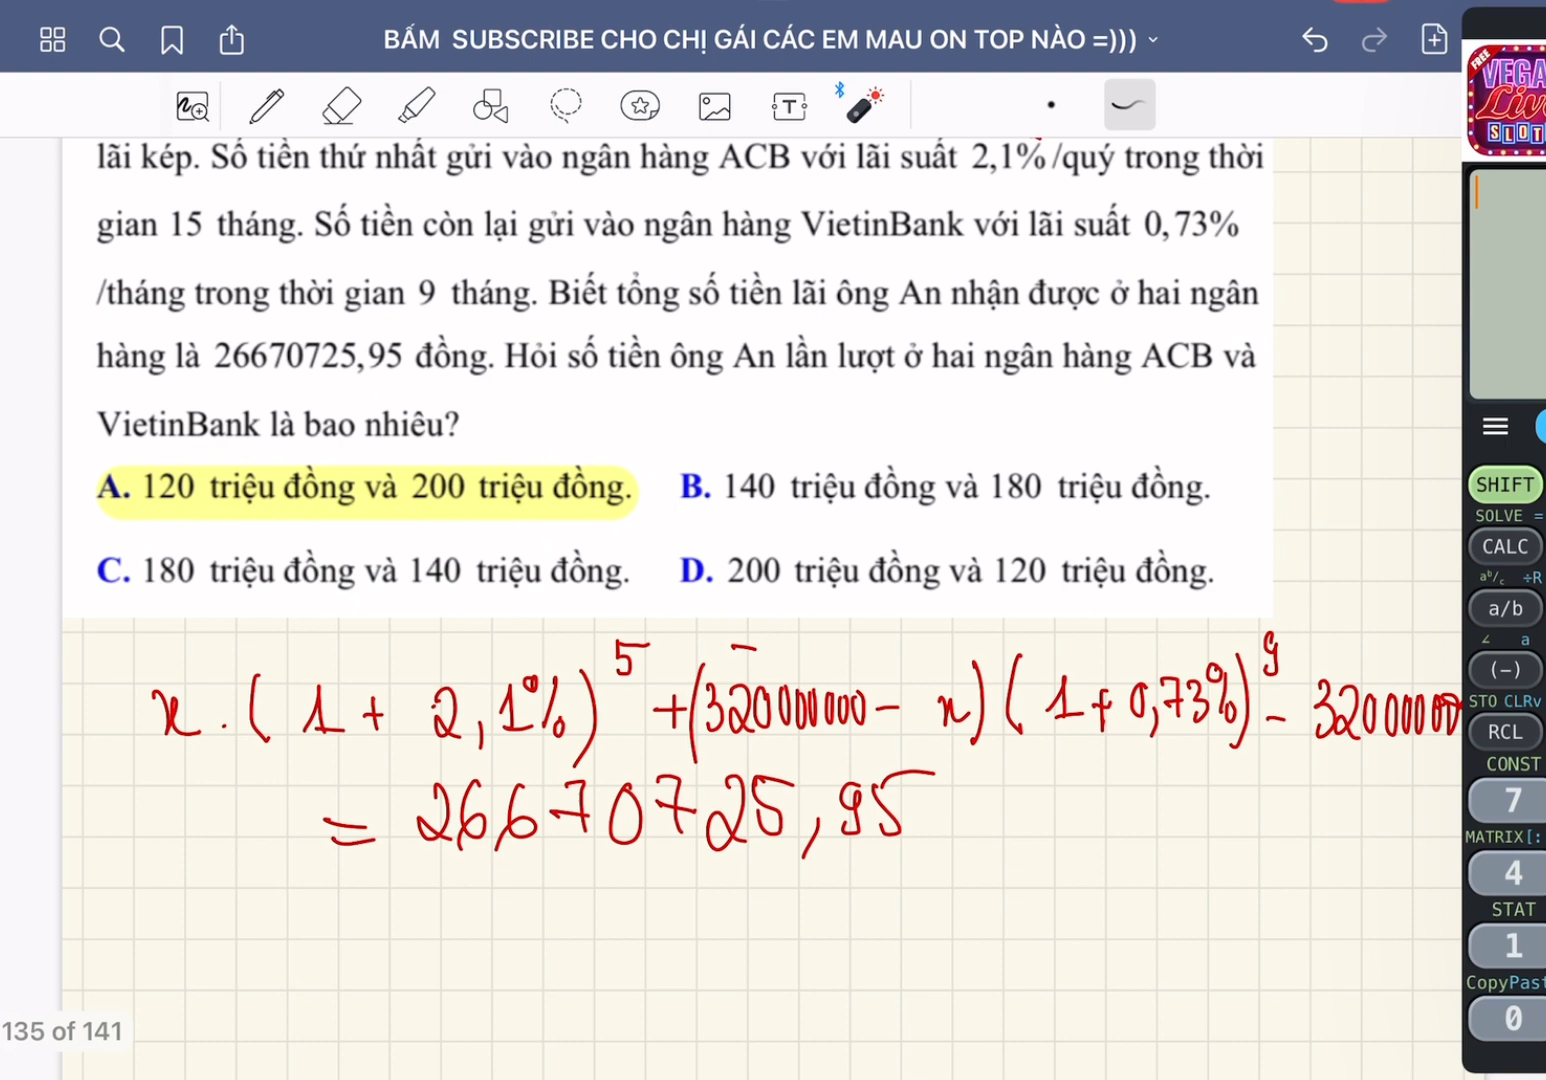 BẤM SUBSCRIBE CHO CHỊ GÁI CÁC EM MAU ON TOP NÀO =)))
lãi kép. Số tiền thứ nhất gửi vào ngân hàng ACB với lãi suất 2,1% /quý trong thời
gian 15 tháng. Số tiền còn lại gửi vào ngân hàng VietinBank với lãi suất 0,73%
/tháng trong thời gian 9 tháng. Biết tổng số tiền lãi ông An nhận được ở hai ngân
hàng là 26670725,95 đồng. Hỏi số tiền ông An lần lượt ở hai ngân hàng ACB và
VietinBank là bao nhiêu?
A. 120 triệu đồng và 200 triệu đồng. B. 140 triệu đồng và 180 triệu đồng.
C. 180 triệu đồng và 140 triệu đồng. D. 200 triệu đồng và 120 triệu đồng.
x . ( 1 + 2,1%)^5 + (320000000 - x) ( 1 + 0,73%)^9 - 32000000
= 26670725,95
135 of 141
FREE
VEGA
Liv
SLOT
SHIFT
SOLVE =
CALC
a b/c ÷R
a/b
∠ a
(-)
STO CLRv
RCL
CONST
7
MATRIX[:
4
STAT
1
CopyPast
0